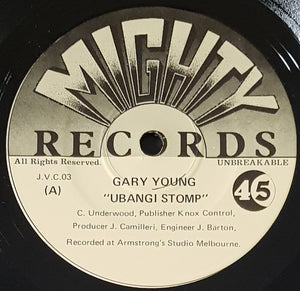 MIGHTY
RECORDS
All Rights Reserved. UNBREAKABLE
J.V.C.03
(A)
GARY YOUNG
"UBANGI STOMP"
45
C. Underwood, Publisher Knox Control,
Producer J. Camilleri, Engineer J. Barton,
Recorded at Armstrong's Studio Melbourne.